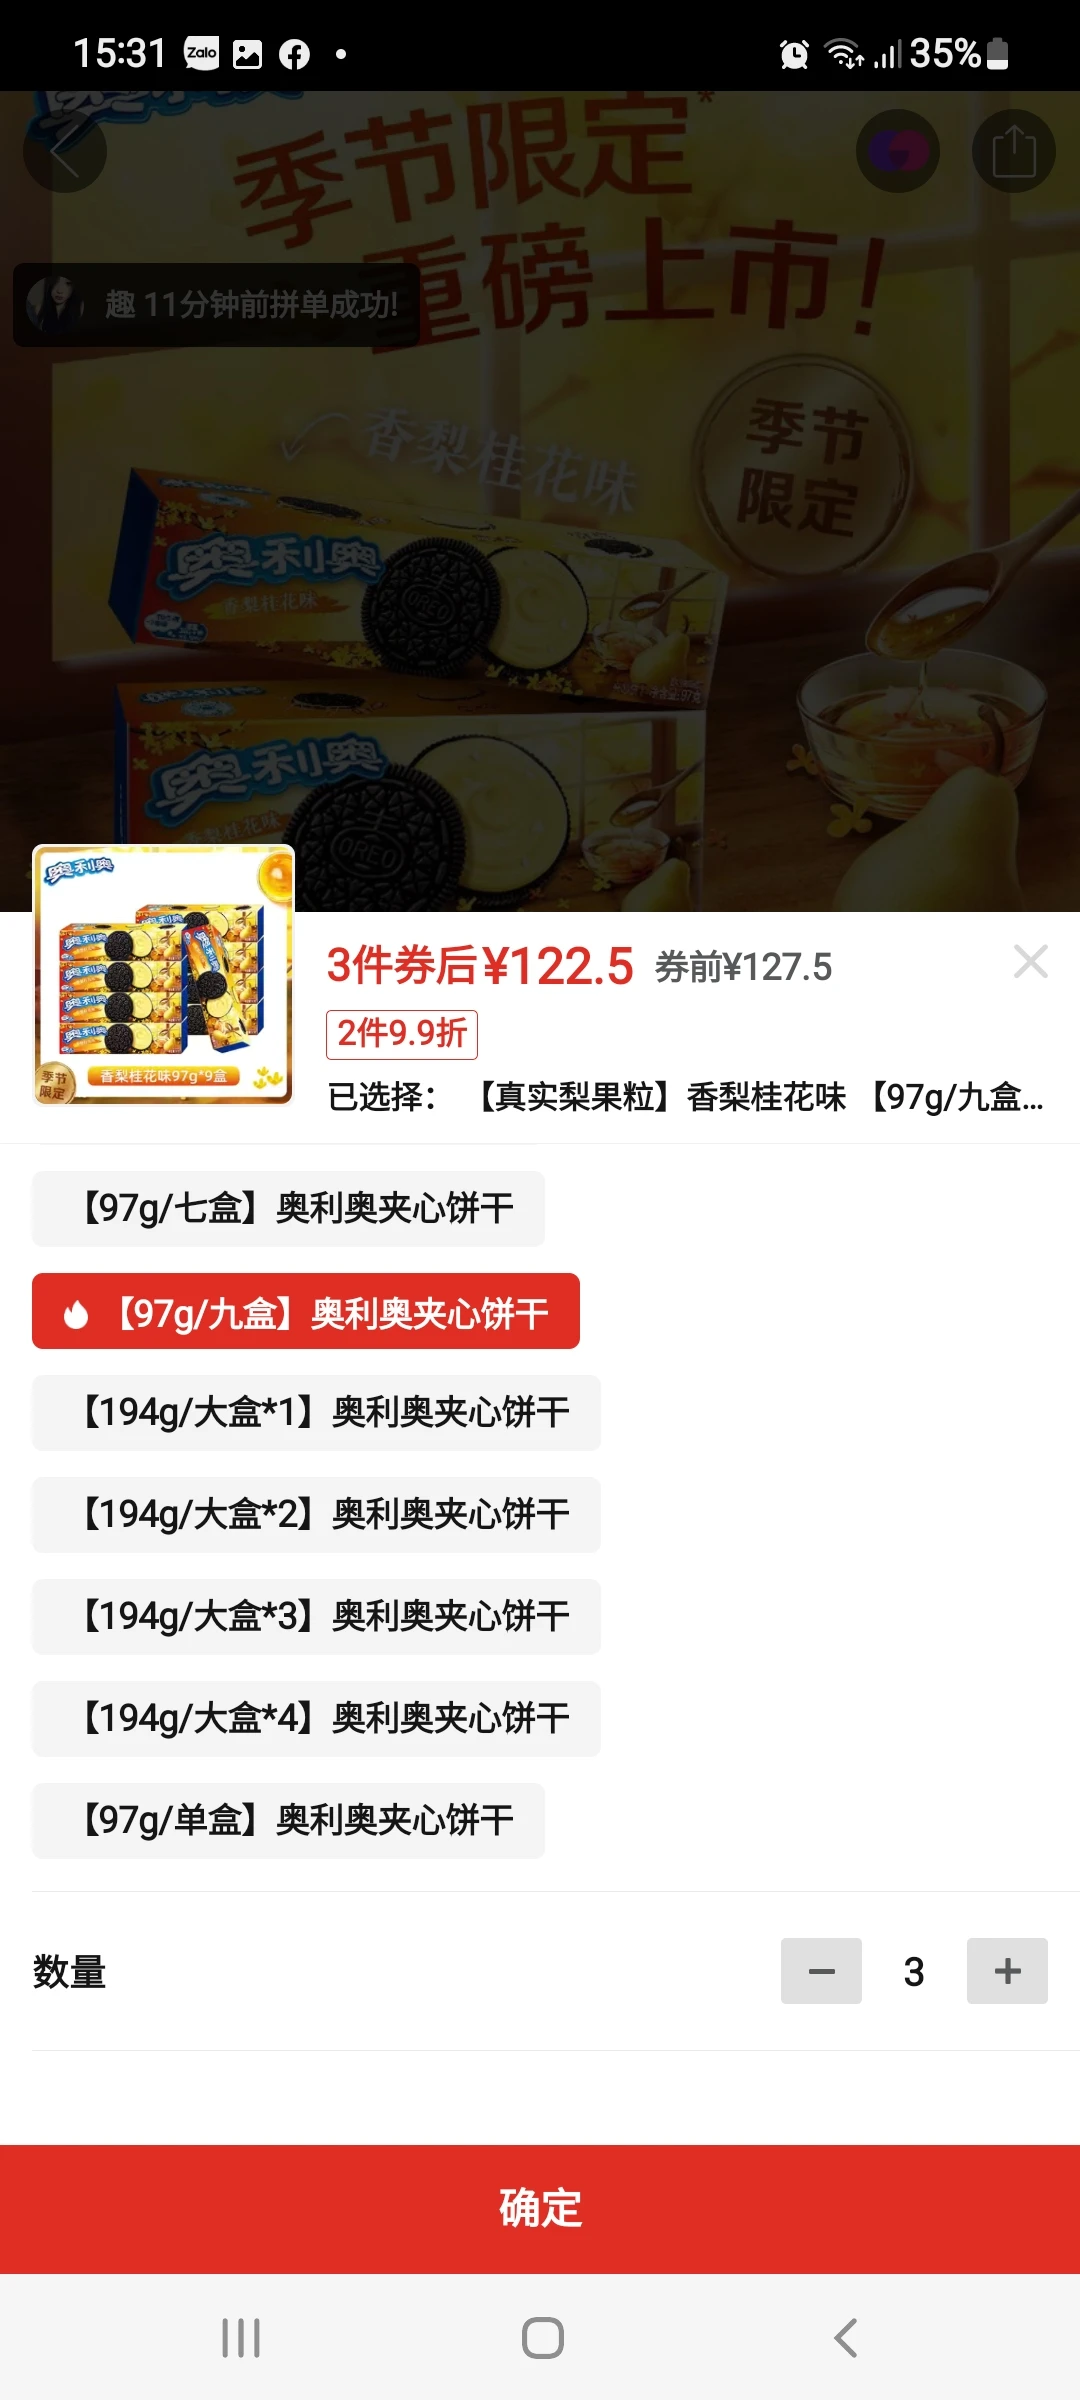 15:31 Zalo 35%
季节限定*
重磅上市!
趣 11分钟前拼单成功!
香梨桂花味
季节
限定
奥利奥
香梨桂花味
OREO
奥利奥
香梨桂花味
OREO
奥利奥
香梨桂花味97g*9盒
季节
限定
3件券后¥122.5 券前¥127.5
2件9.9折
已选择： 【真实梨果粒】香梨桂花味 【97g/九盒...
【97g/七盒】奥利奥夹心饼干
【97g/九盒】奥利奥夹心饼干
【194g/大盒*1】奥利奥夹心饼干
【194g/大盒*2】奥利奥夹心饼干
【194g/大盒*3】奥利奥夹心饼干
【194g/大盒*4】奥利奥夹心饼干
【97g/单盒】奥利奥夹心饼干
数量 3
确定